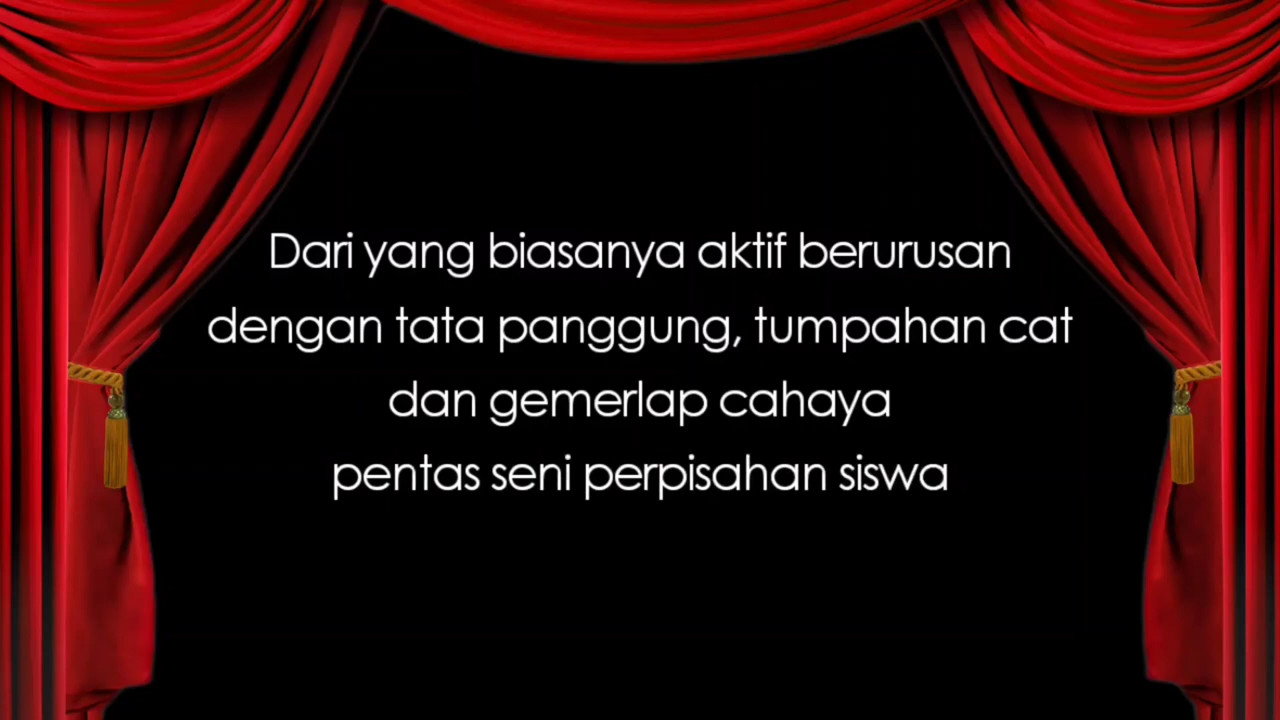 Dari yang biasanya aktif berurusan
dengan tata panggung, tumpahan cat
dan gemerlap cahaya
pentas seni perpisahan siswa